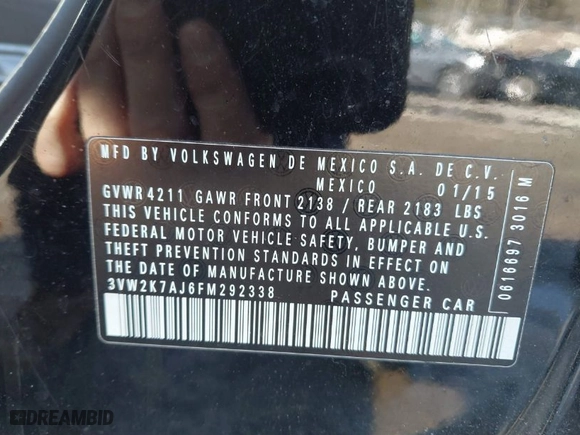 MFD BY VOLKSWAGEN DE MEXICO S.A. DE C.V.
MEXICO 01/15
GVWR 4211 GAWR FRONT 2138 / REAR 2183 LBS
THIS VEHICLE CONFORMS TO ALL APPLICABLE U.S.
FEDERAL MOTOR VEHICLE SAFETY, BUMPER AND
THEFT PREVENTION STANDARDS IN EFFECT ON
THE DATE OF MANUFACTURE SHOWN ABOVE.
3VW2K7AJ6FM292338 PASSENGER CAR
0616697 3016 M
DREAMBID